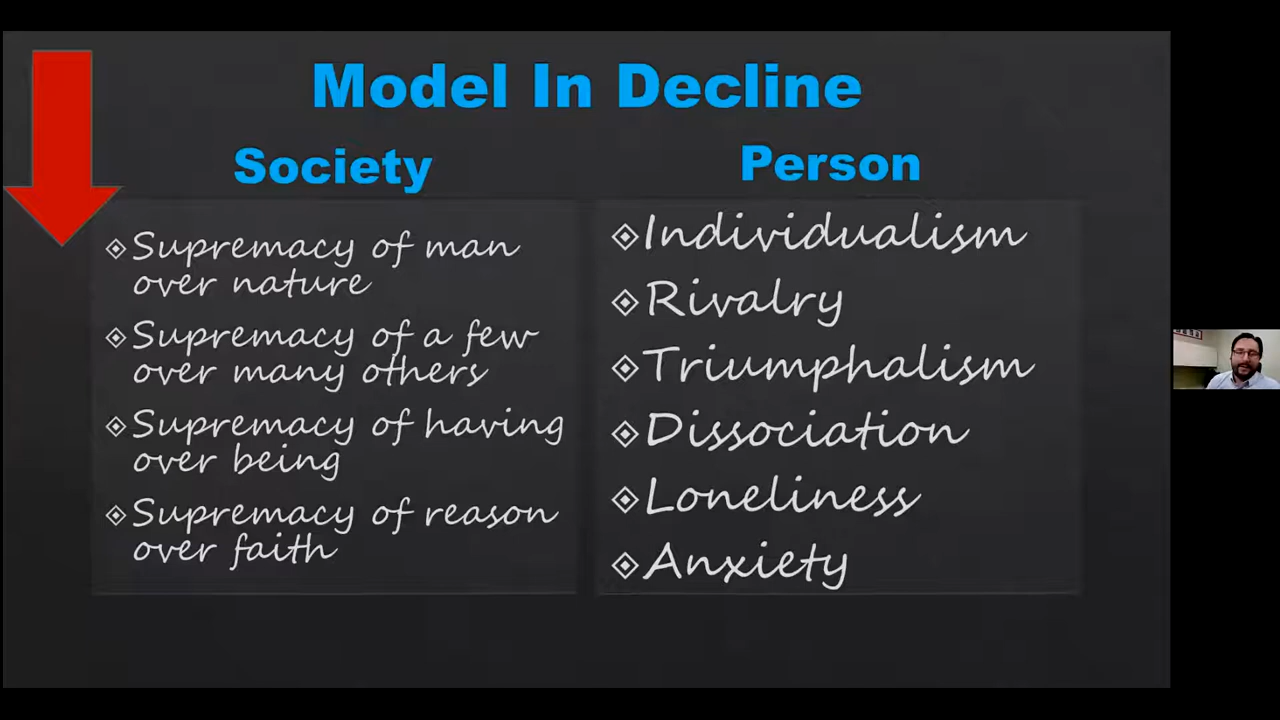 Model In Decline
Society
Supremacy of man
over nature
Supremacy of a few
over many others
Supremacy of having
over being
Supremacy of reason
over faith
Person
Individualism
Rivalry
Triumphalism
Dissociation
Loneliness
Anxiety